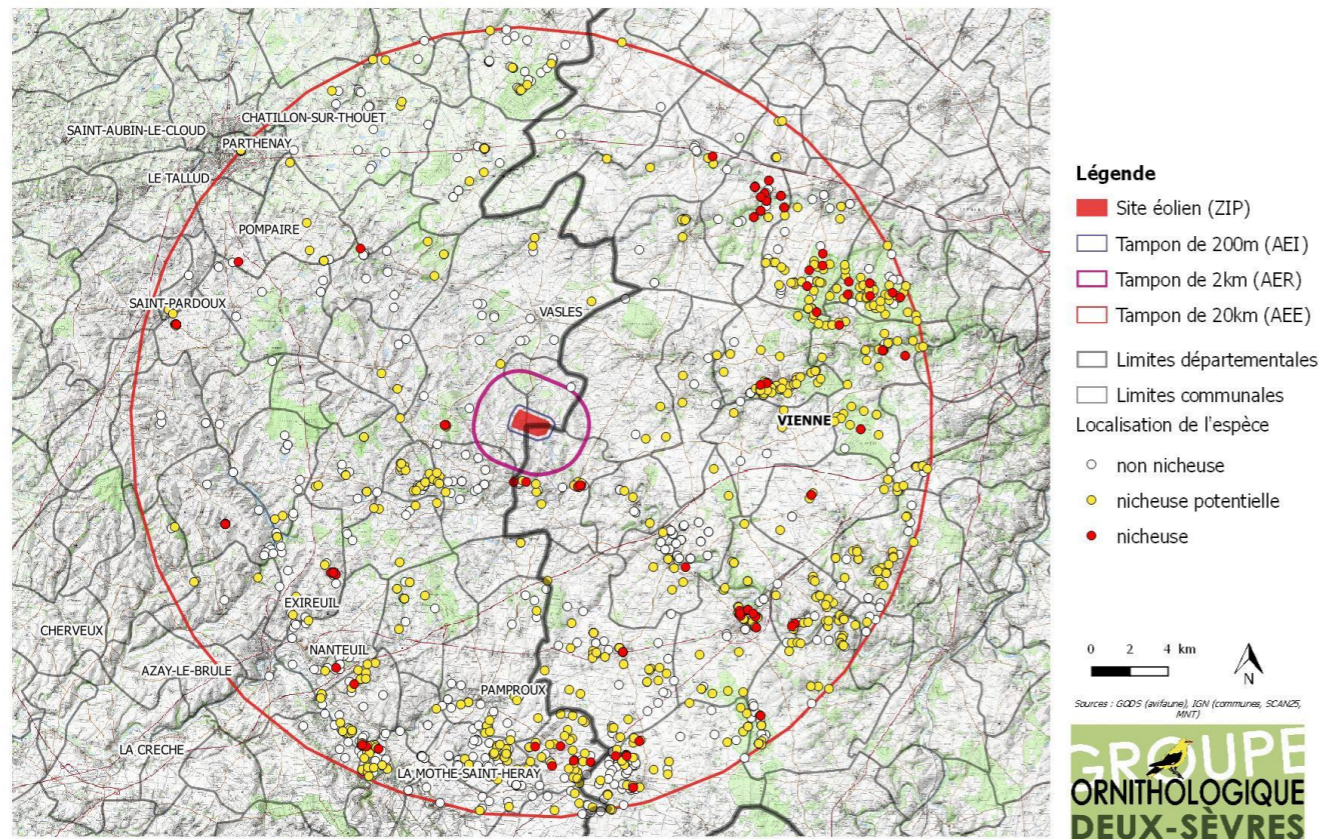 SAINT-AUBIN-LE-CLOUD
CHATILLON-SUR-THOUET
PARTHENAY
LE TALLUD
POMPAIRE
SAINT-PARDOUX
VASLES
VIENNE
EXIREUIL
CHERVEUX
NANTEUIL
AZAY-LE-BRULE
PAMPROUX
LA CRECHE
LA MOTHE-SAINT-HERAY
Légende
Site éolien (ZIP)
Tampon de 200m (AEI)
Tampon de 2km (AER)
Tampon de 20km (AEE)
Limites départementales
Limites communales
Localisation de l'espèce
non nicheuse
nicheuse potentielle
nicheuse
0 2 4 km
N
Sources : GODS (avifaune), IGN (communes, SCAN25,
MNT)
GROUPE
ORNITHOLOGIQUE
DEUX-SÈVRES